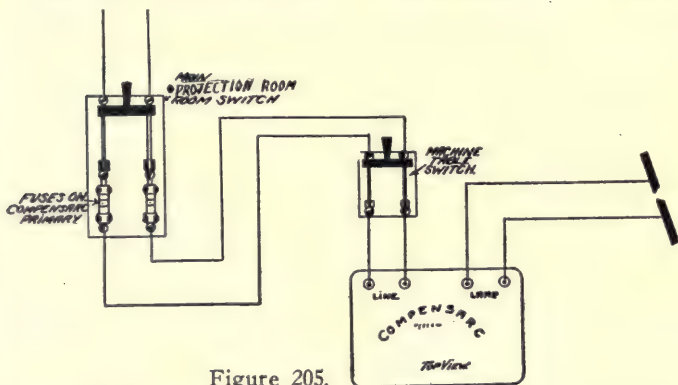 MAIN
PROJECTION ROOM
ROOM SWITCH
MACHINE
TABLE
SWITCH.
FUSES ON
COMPENSARC
PRIMARY
LINE
LAMP
COMPENSARC
TOP VIEW
Figure 205.